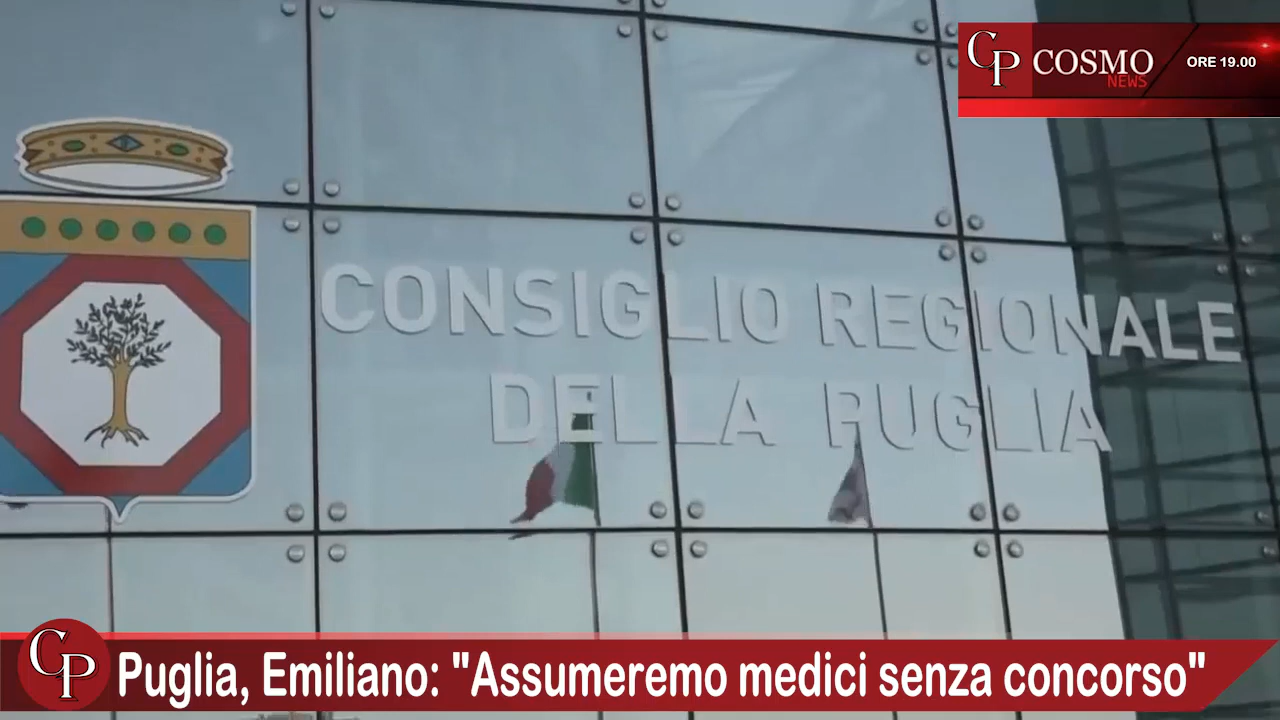 CP COSMO
NEWS
ORE 19.00
CONSIGLIO REGIONALE
DELLA PUGLIA
CP
Puglia, Emiliano: "Assumeremo medici senza concorso"